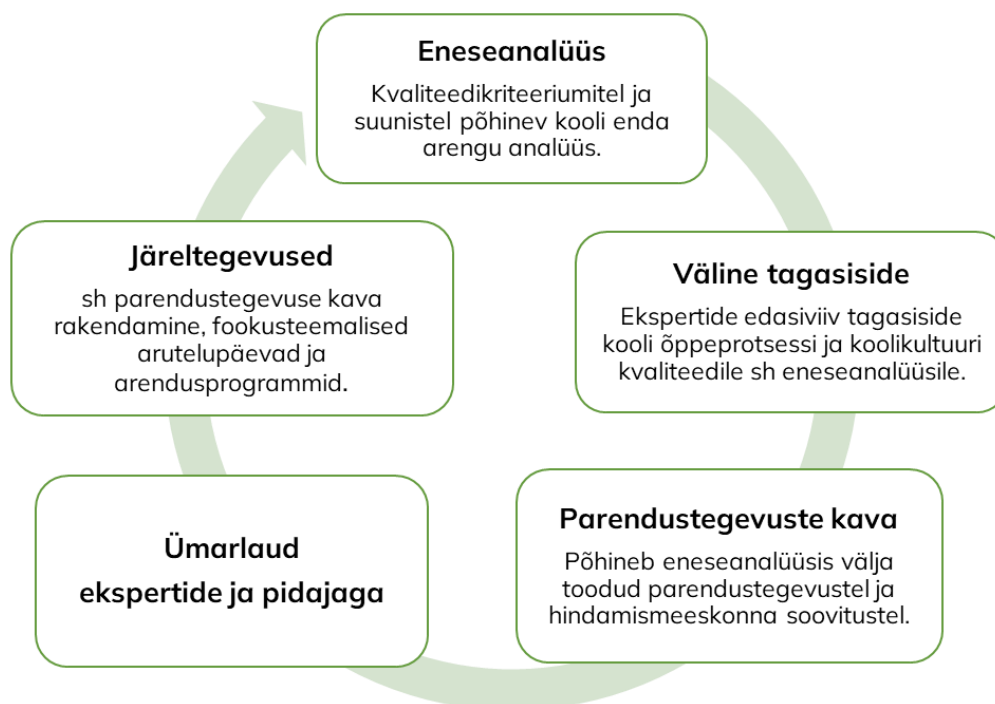 Eneseanalüüs
Kvaliteedikriteeriumitel ja
suunistel põhinev kooli enda
arengu analüüs.
Väline tagasiside
Ekspertide edasiviiv tagasiside
kooli õppeprotsessi ja koolikultuuri
kvaliteedile sh eneseanalüüsile.
Parendustegevuste kava
Põhineb eneseanalüüsis välja
toodud parendustegevustel ja
hindamismeeskonna soovitustel.
Ümarlaud
ekspertide ja pidajaga
Järeltegevused
sh parendustegevuse kava
rakendamine, fookusteemalised
arutelupäevad ja
arendusprogrammid.